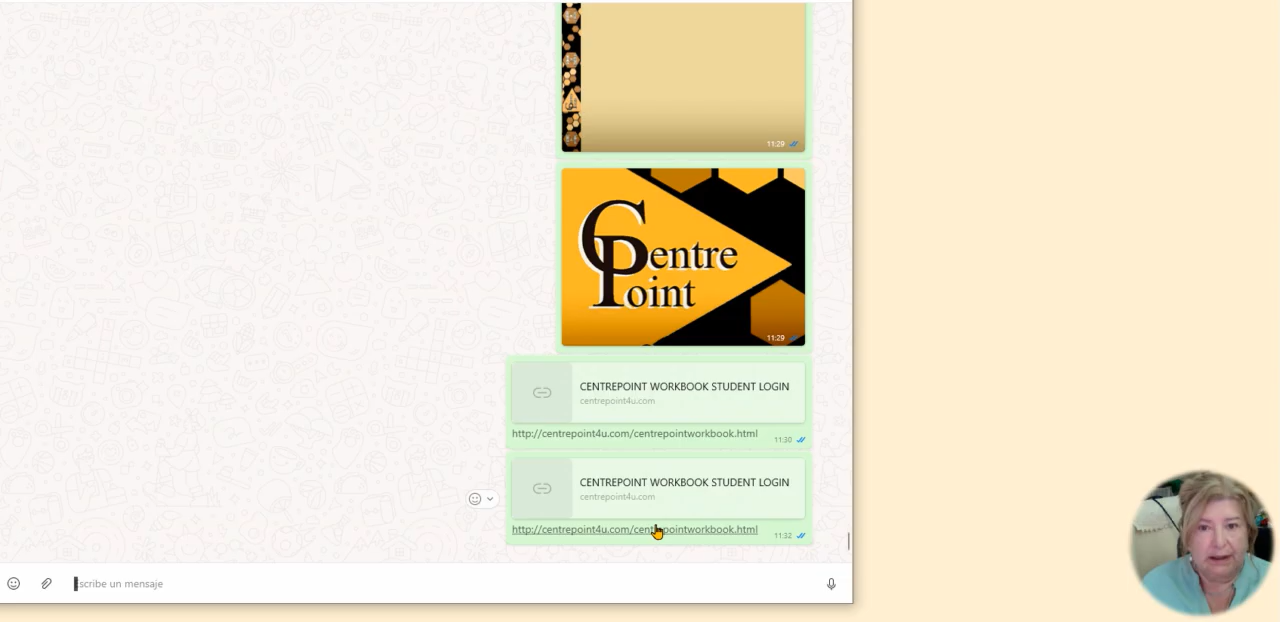 11:29
Centre
Point
11:29
CENTREPOINT WORKBOOK STUDENT LOGIN
centrepoint4u.com
http://centrepoint4u.com/centrepointworkbook.html
11:30
CENTREPOINT WORKBOOK STUDENT LOGIN
centrepoint4u.com
http://centrepoint4u.com/centrepointworkbook.html
11:32
scribe un mensaje